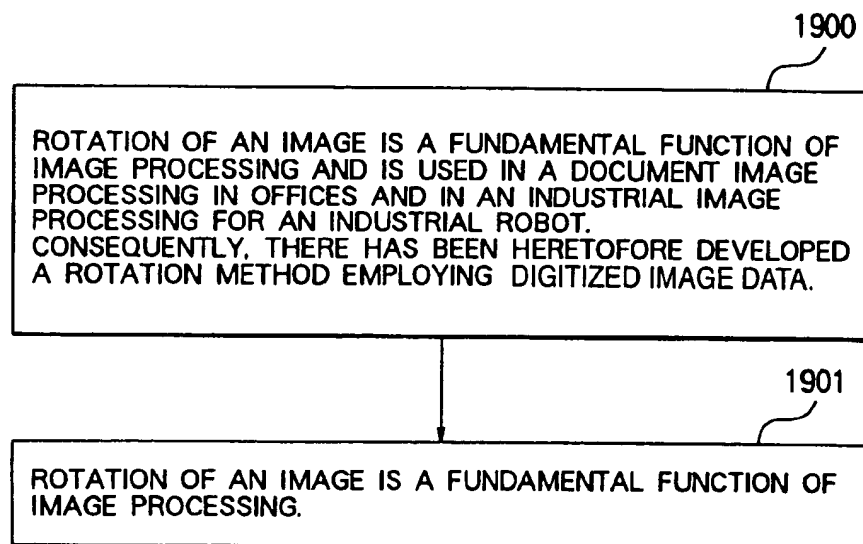 1900
ROTATION OF AN IMAGE IS A FUNDAMENTAL FUNCTION OF
IMAGE PROCESSING AND IS USED IN A DOCUMENT IMAGE
PROCESSING IN OFFICES AND IN AN INDUSTRIAL IMAGE
PROCESSING FOR AN INDUSTRIAL ROBOT.
CONSEQUENTLY, THERE HAS BEEN HERETOFORE DEVELOPED
A ROTATION METHOD EMPLOYING DIGITIZED IMAGE DATA.
1901
ROTATION OF AN IMAGE IS A FUNDAMENTAL FUNCTION OF
IMAGE PROCESSING.